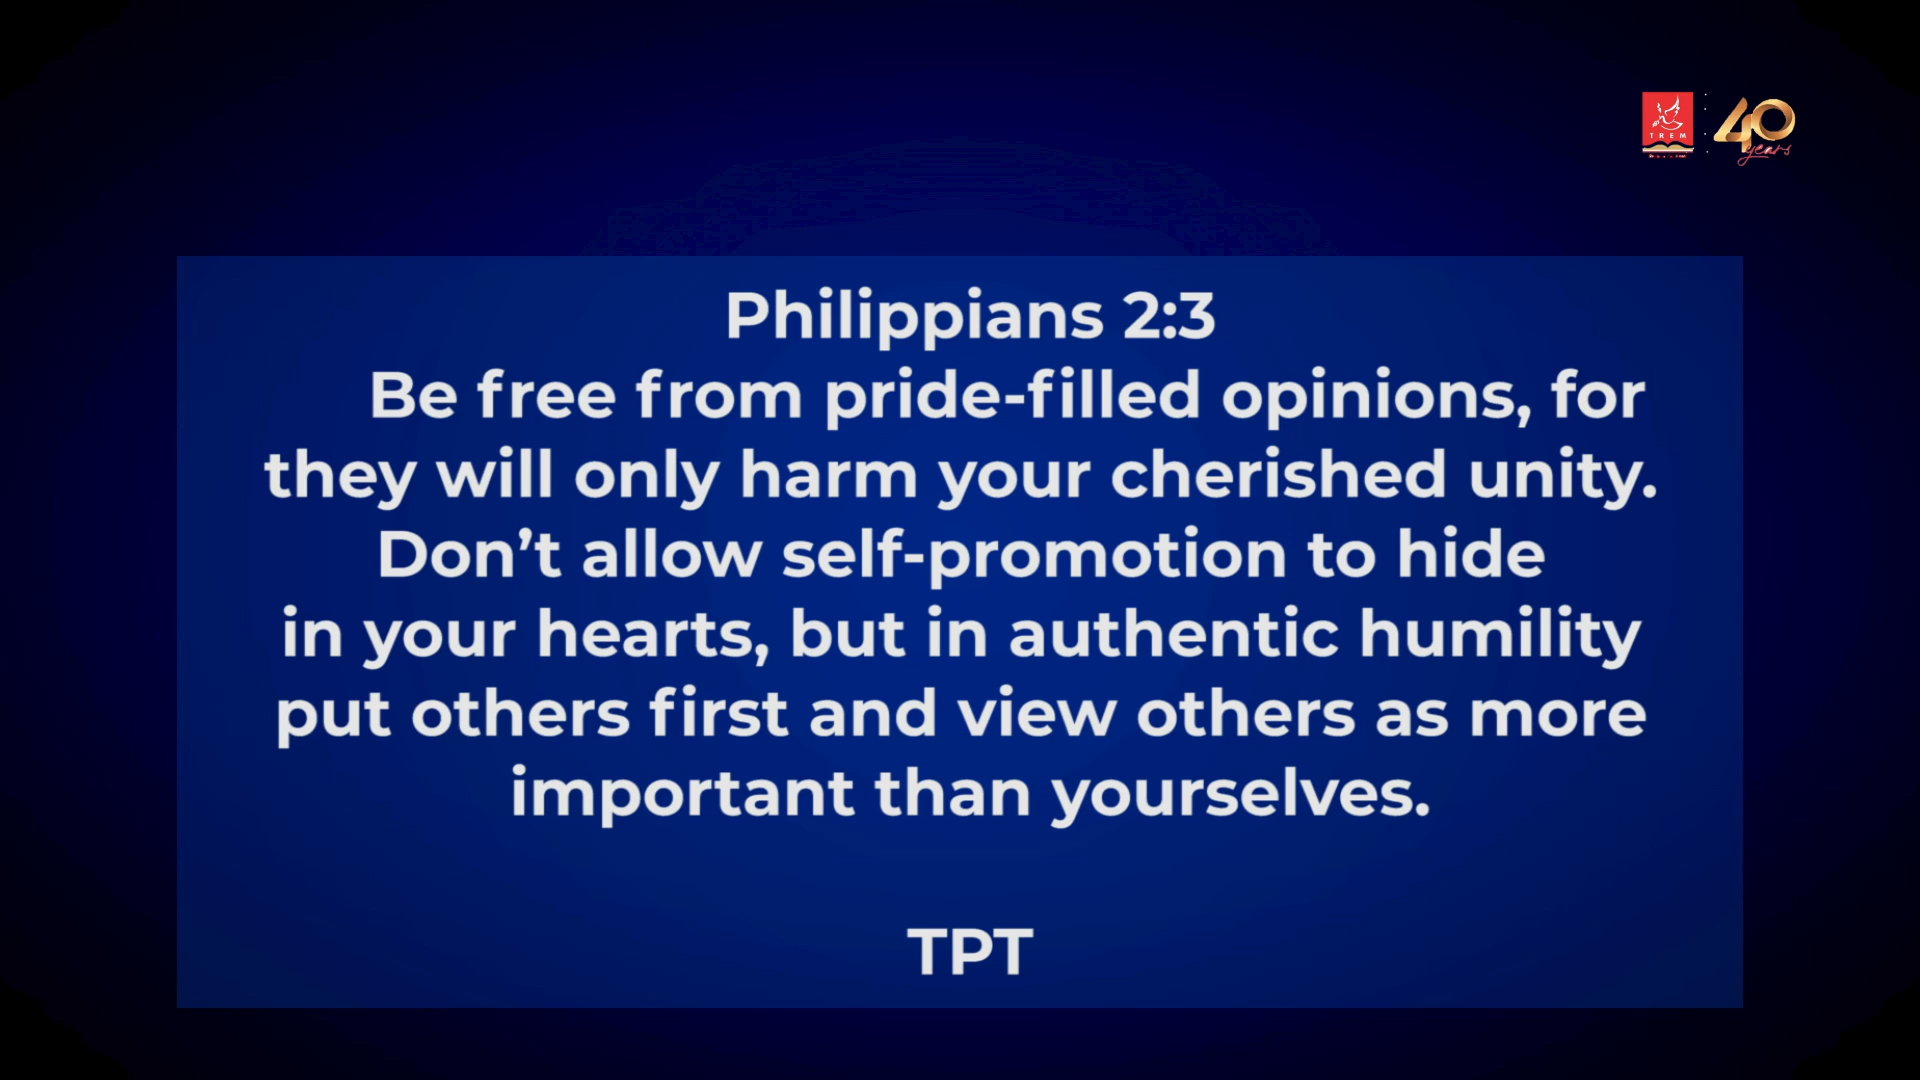 TREM
40
years
Philippians 2:3
Be free from pride-filled opinions, for
they will only harm your cherished unity.
Don’t allow self-promotion to hide
in your hearts, but in authentic humility
put others first and view others as more
important than yourselves.
TPT